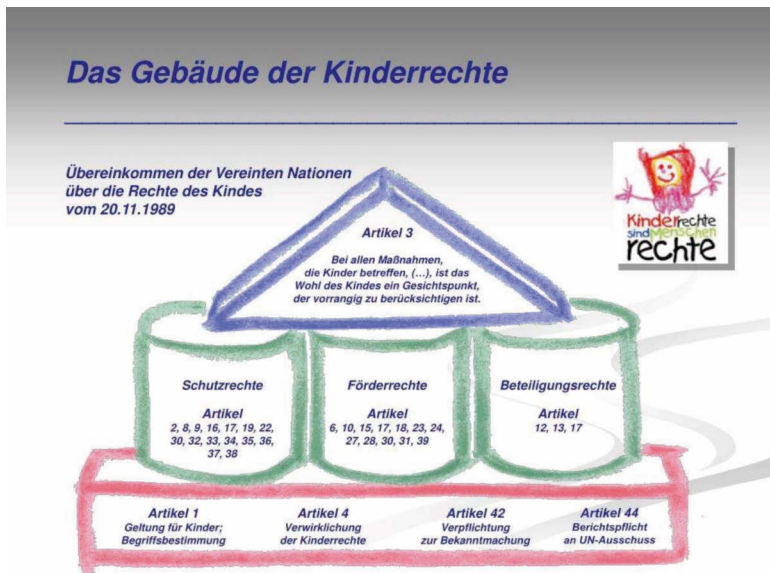 Das Gebäude der Kinderrechte
Übereinkommen der Vereinten Nationen
über die Rechte des Kindes
vom 20.11.1989
Kinderrechte
sind Menschen
rechte
Artikel 3
Bei allen Maßnahmen,
die Kinder betreffen, (…), ist das
Wohl des Kindes ein Gesichtspunkt,
der vorrangig zu berücksichtigen ist.
Schutzrechte
Artikel
2, 8, 9, 16, 17, 19, 22,
30, 32, 33, 34, 35, 36,
37, 38
Förderrechte
Artikel
6, 10, 15, 17, 18, 23, 24,
27, 28, 30, 31, 39
Beteiligungsrechte
Artikel
12, 13, 17
Artikel 1
Geltung für Kinder;
Begriffsbestimmung
Artikel 4
Verwirklichung
der Kinderrechte
Artikel 42
Verpflichtung
zur Bekanntmachung
Artikel 44
Berichtspflicht
an UN-Ausschuss